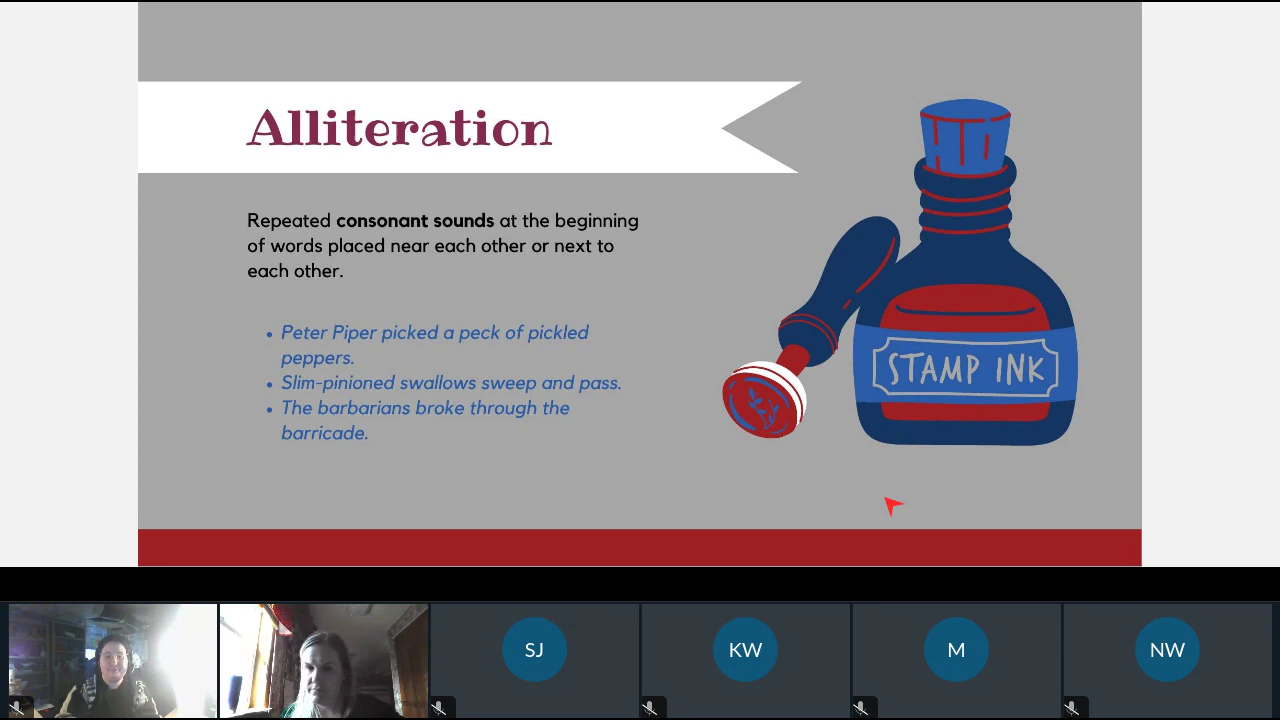 Alliteration
Repeated consonant sounds at the beginning
of words placed near each other or next to
each other.
Peter Piper picked a peck of pickled
peppers.
Slim-pinioned swallows sweep and pass.
The barbarians broke through the
barricade.
STAMP INK
SJ
KW
M
NW